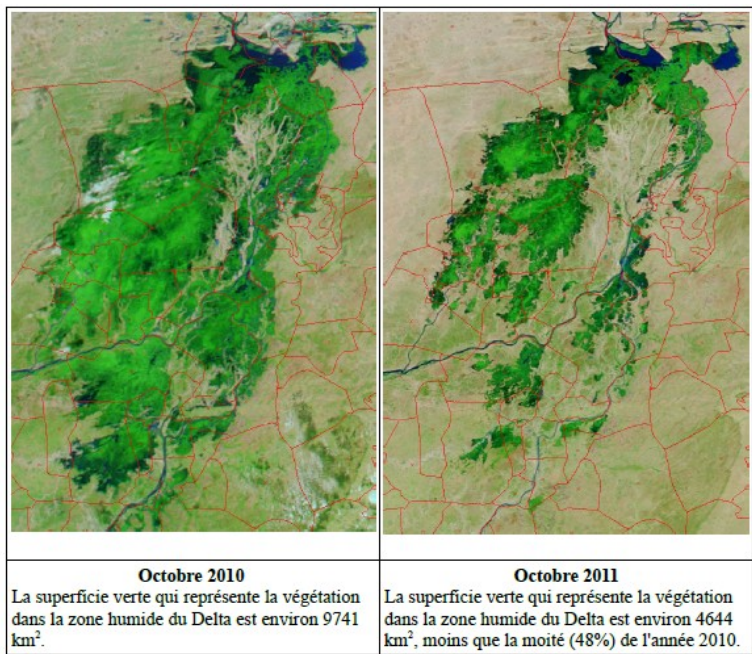 Octobre 2010
La superficie verte qui représente la végétation
dans la zone humide du Delta est environ 9741
km².
Octobre 2011
La superficie verte qui représente la végétation
dans la zone humide du Delta est environ 4644
km², moins que la moité (48%) de l'année 2010.